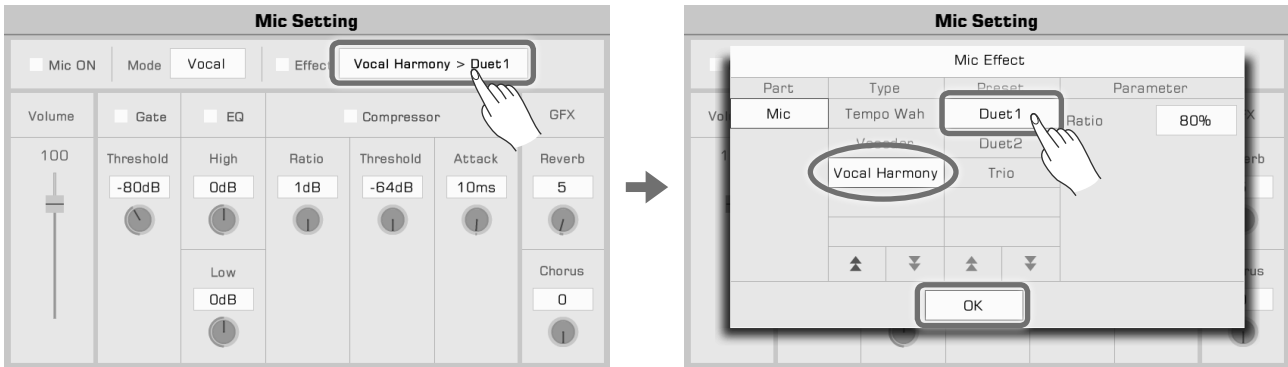 Mic Setting
Mic ON Mode Vocal Effect Vocal Harmony > Duet1
Volume Gate EQ Compressor GFX
100 Threshold High Ratio Threshold Attack Reverb
-80dB 0dB 1dB -64dB 10ms 5
Low Chorus
0dB 0
Mic Setting
Mic Effect
Part Type Preset Parameter
Mic Tempo Wah Duet1 Ratio 80%
Vocoder Duet2
Vocal Harmony Trio
OK